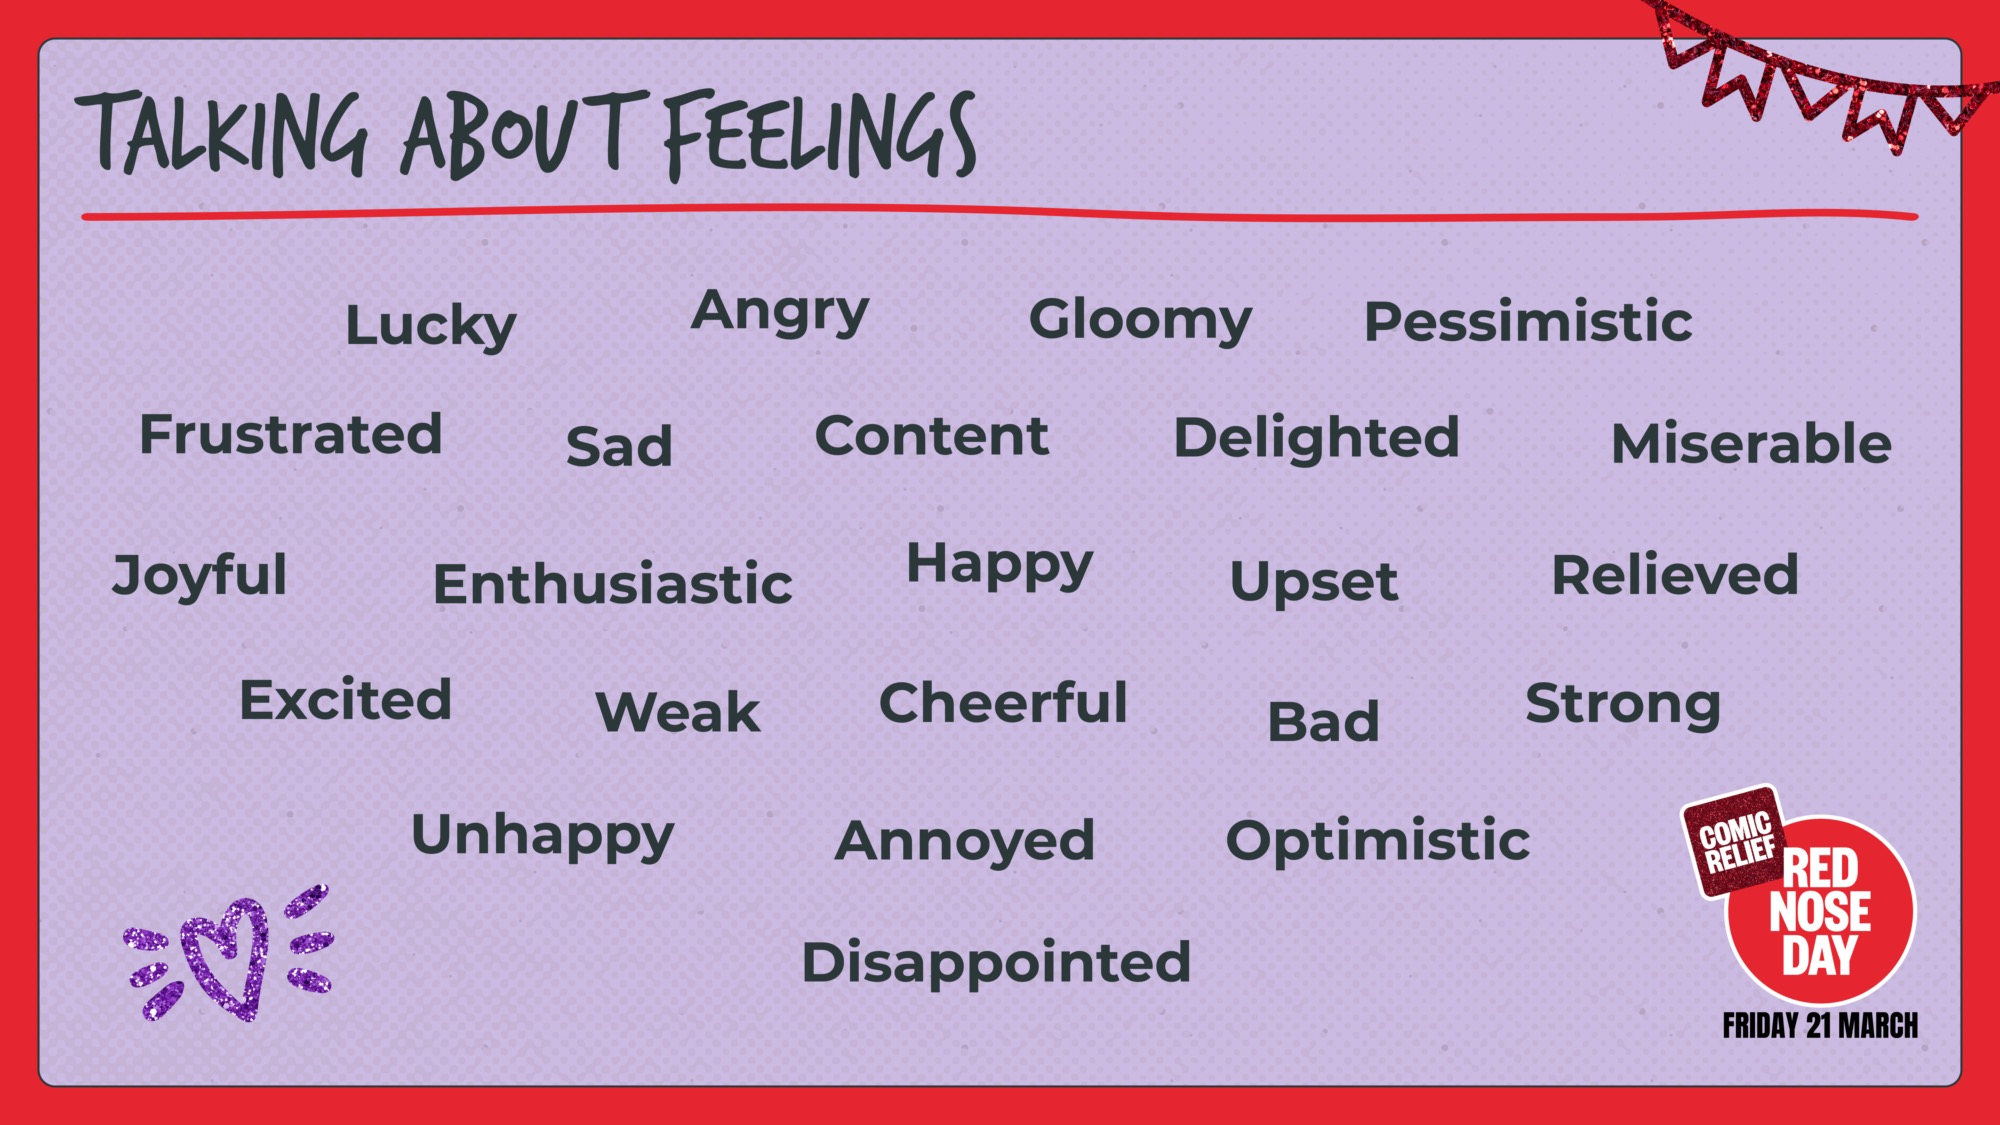 TALKING ABOUT FEELINGS
Lucky Angry Gloomy Pessimistic
Frustrated Sad Content Delighted Miserable
Joyful Enthusiastic Happy Upset Relieved
Excited Weak Cheerful Bad Strong
Unhappy Annoyed Optimistic
Disappointed
COMIC
RELIEF
RED
NOSE
DAY
FRIDAY 21 MARCH